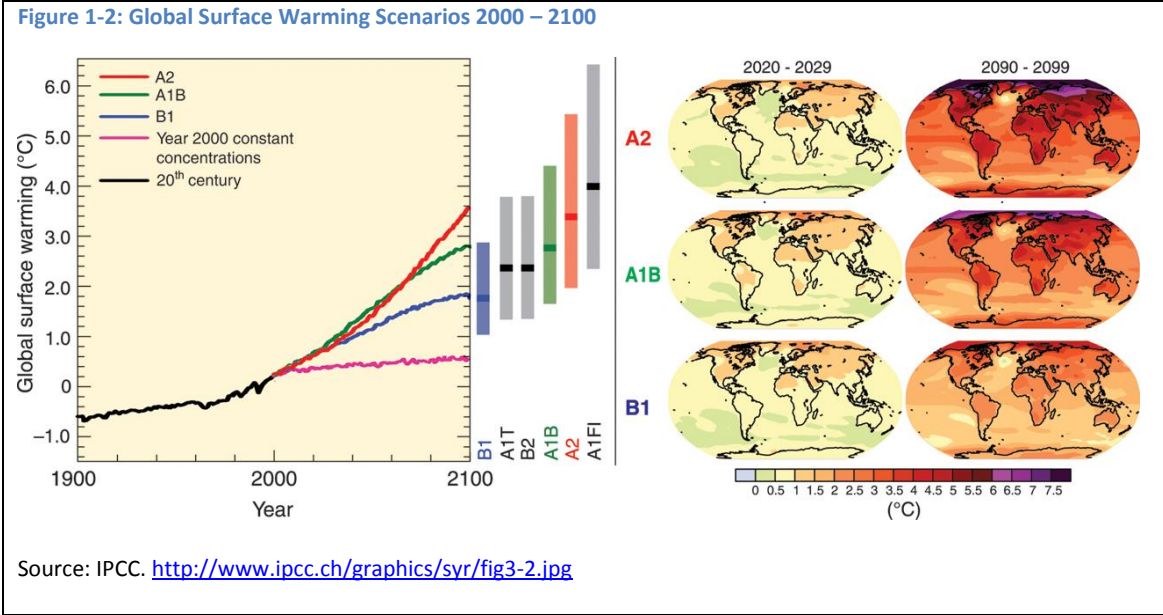 Figure 1-2: Global Surface Warming Scenarios 2000 – 2100
Global surface warming (°C)
6.0
5.0
4.0
3.0
2.0
1.0
0
–1.0
A2
A1B
B1
Year 2000 constant
concentrations
20th century
1900
2000
2100
Year
B1
A1T
B2
A1B
A2
A1FI
2020 - 2029
2090 - 2099
A2
A1B
B1
0 0.5 1 1.5 2 2.5 3 3.5 4 4.5 5 5.5 6 6.5 7 7.5
(°C)
Source: IPCC. http://www.ipcc.ch/graphics/syr/fig3-2.jpg